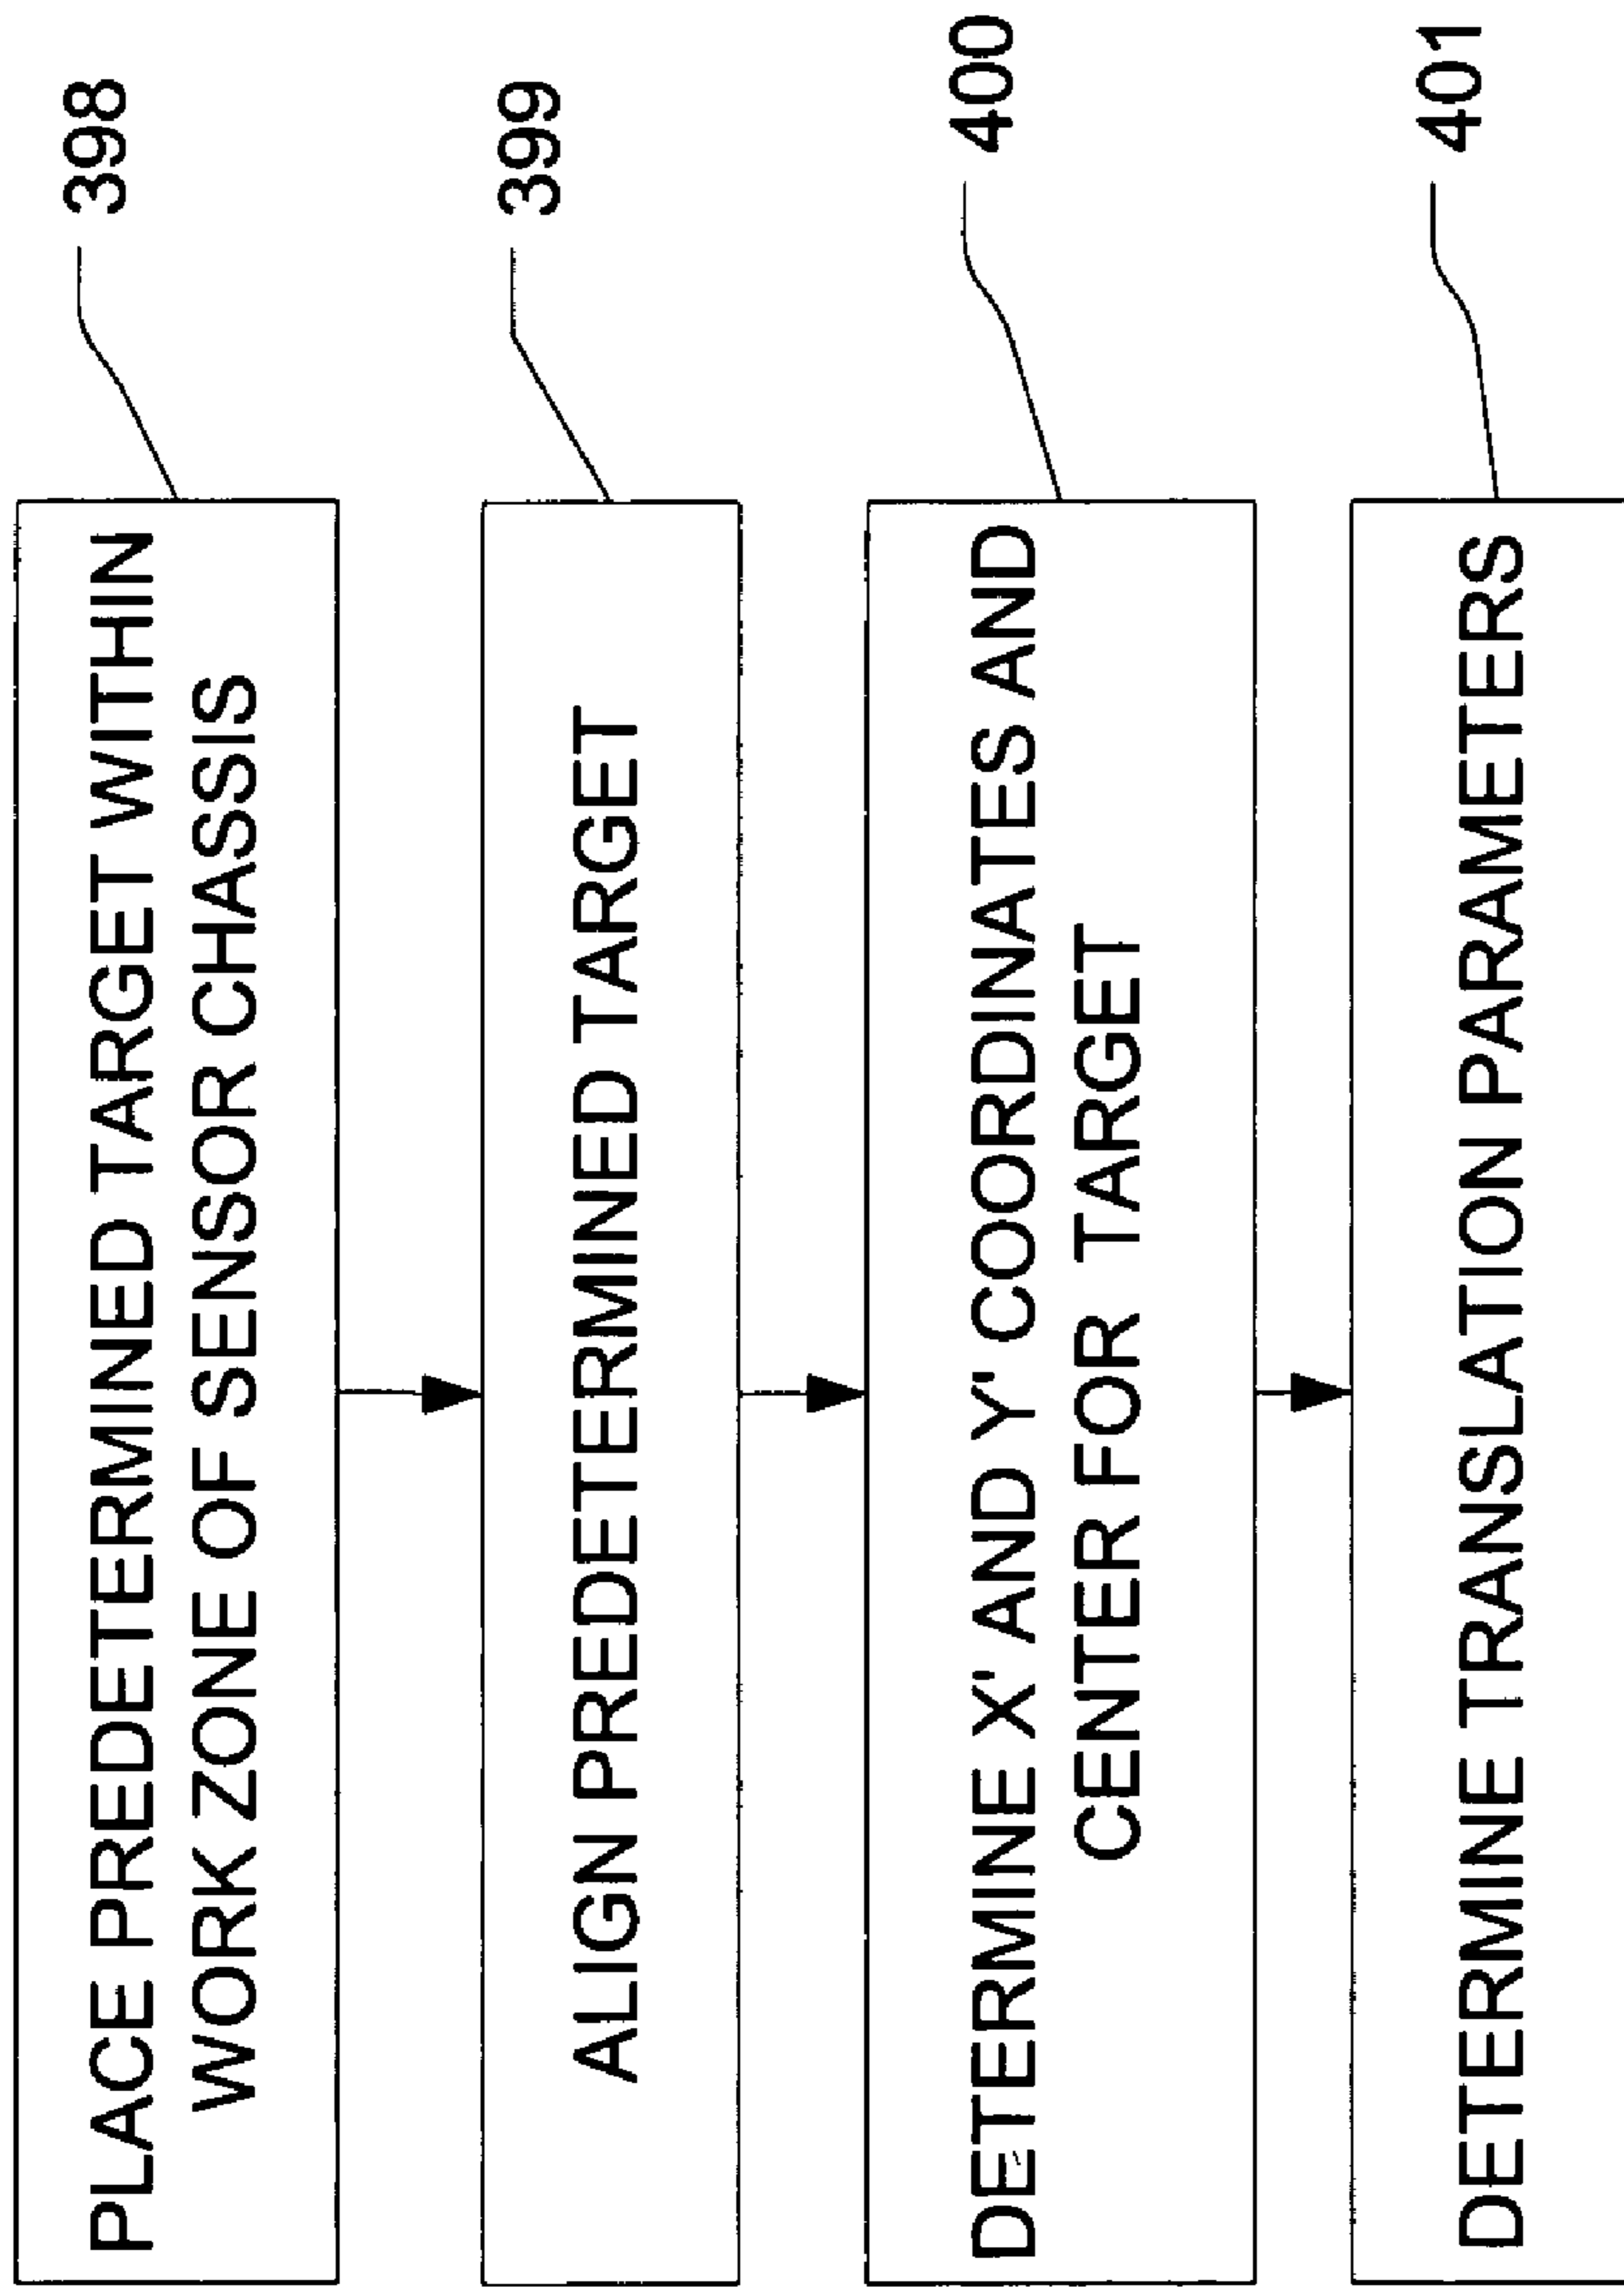 PLACE PREDETERMINED TARGET WITHIN
WORK ZONE OF SENSOR CHASSIS
398
ALIGN PREDETERMINED TARGET
399
DETERMINE X' AND Y' COORDINATES AND
CENTER FOR TARGET
400
DETERMINE TRANSLATION PARAMETERS
401